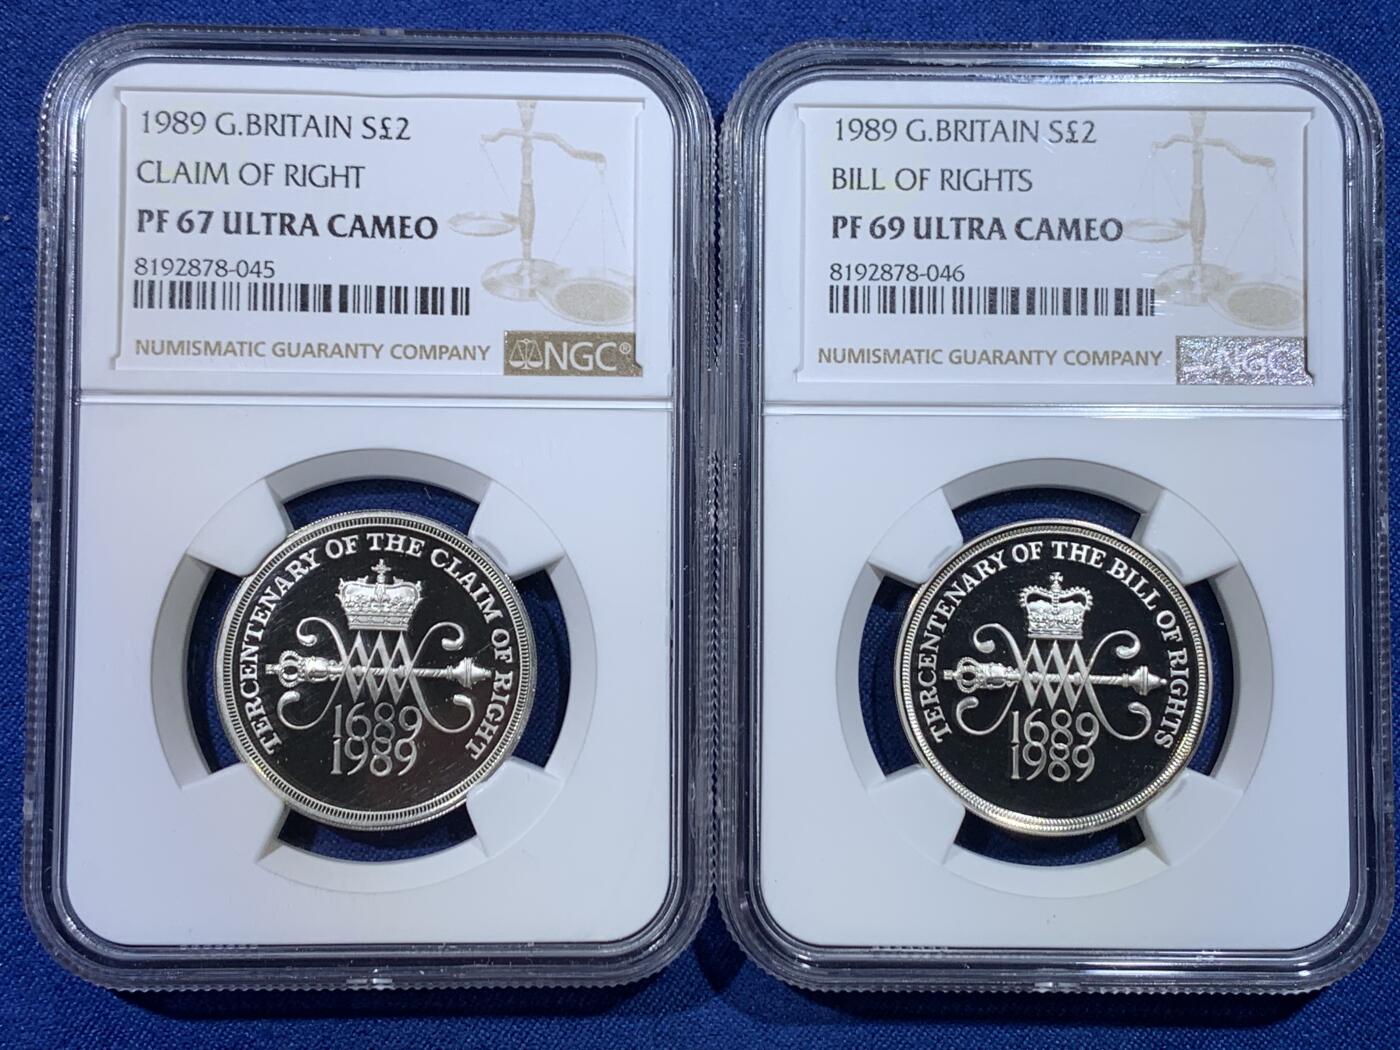 1989 G.BRITAIN S£2
CLAIM OF RIGHT
PF 67 ULTRA CAMEO
8192878-045
NUMISMATIC GUARANTY COMPANY
NGC®
TERCENTENARY OF THE CLAIM OF RIGHT
1689
1989
1989 G.BRITAIN S£2
BILL OF RIGHTS
PF 69 ULTRA CAMEO
8192878-046
NUMISMATIC GUARANTY COMPANY
NGC
TERCENTENARY OF THE BILL OF RIGHTS
1689
1989